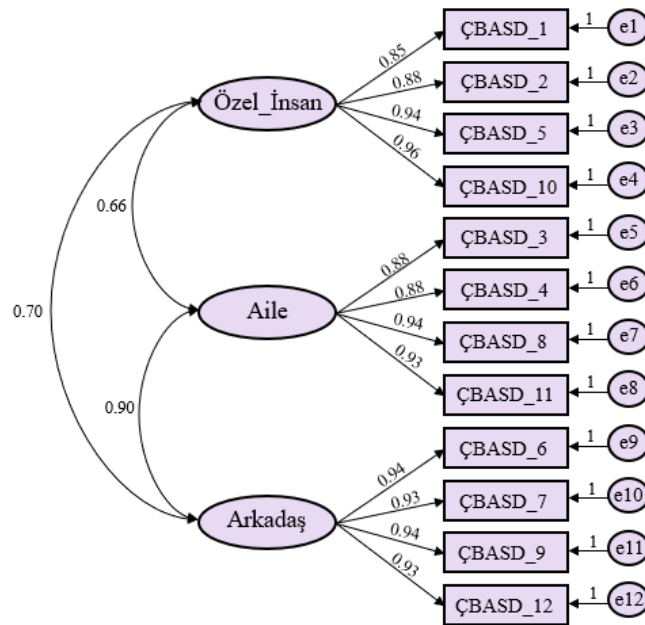 ÇBASD_1
1
e1
0.85
ÇBASD_2
1
e2
0.88
Özel_İnsan
ÇBASD_5
1
e3
0.94
ÇBASD_10
1
e4
0.96
0.66
ÇBASD_3
1
e5
0.88
ÇBASD_4
1
e6
0.88
Aile
0.70
ÇBASD_8
1
e7
0.94
ÇBASD_11
1
e8
0.93
0.90
ÇBASD_6
1
e9
0.94
ÇBASD_7
1
e10
0.93
Arkadaş
ÇBASD_9
1
e11
0.94
ÇBASD_12
1
e12
0.93